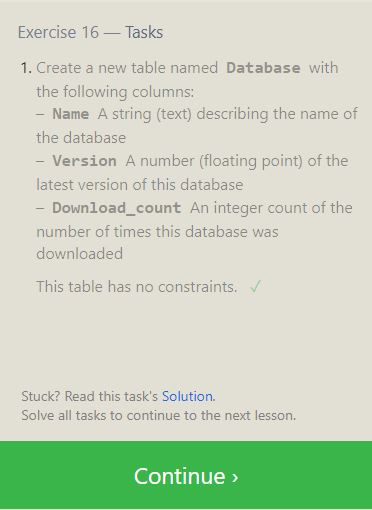 Exercise 16 — Tasks
1. Create a new table named Database with
the following columns:
– Name A string (text) describing the name of
the database
– Version A number (floating point) of the
latest version of this database
– Download_count An integer count of the
number of times this database was
downloaded
This table has no constraints. ✓
Stuck? Read this task's Solution.
Solve all tasks to continue to the next lesson.
Continue ›